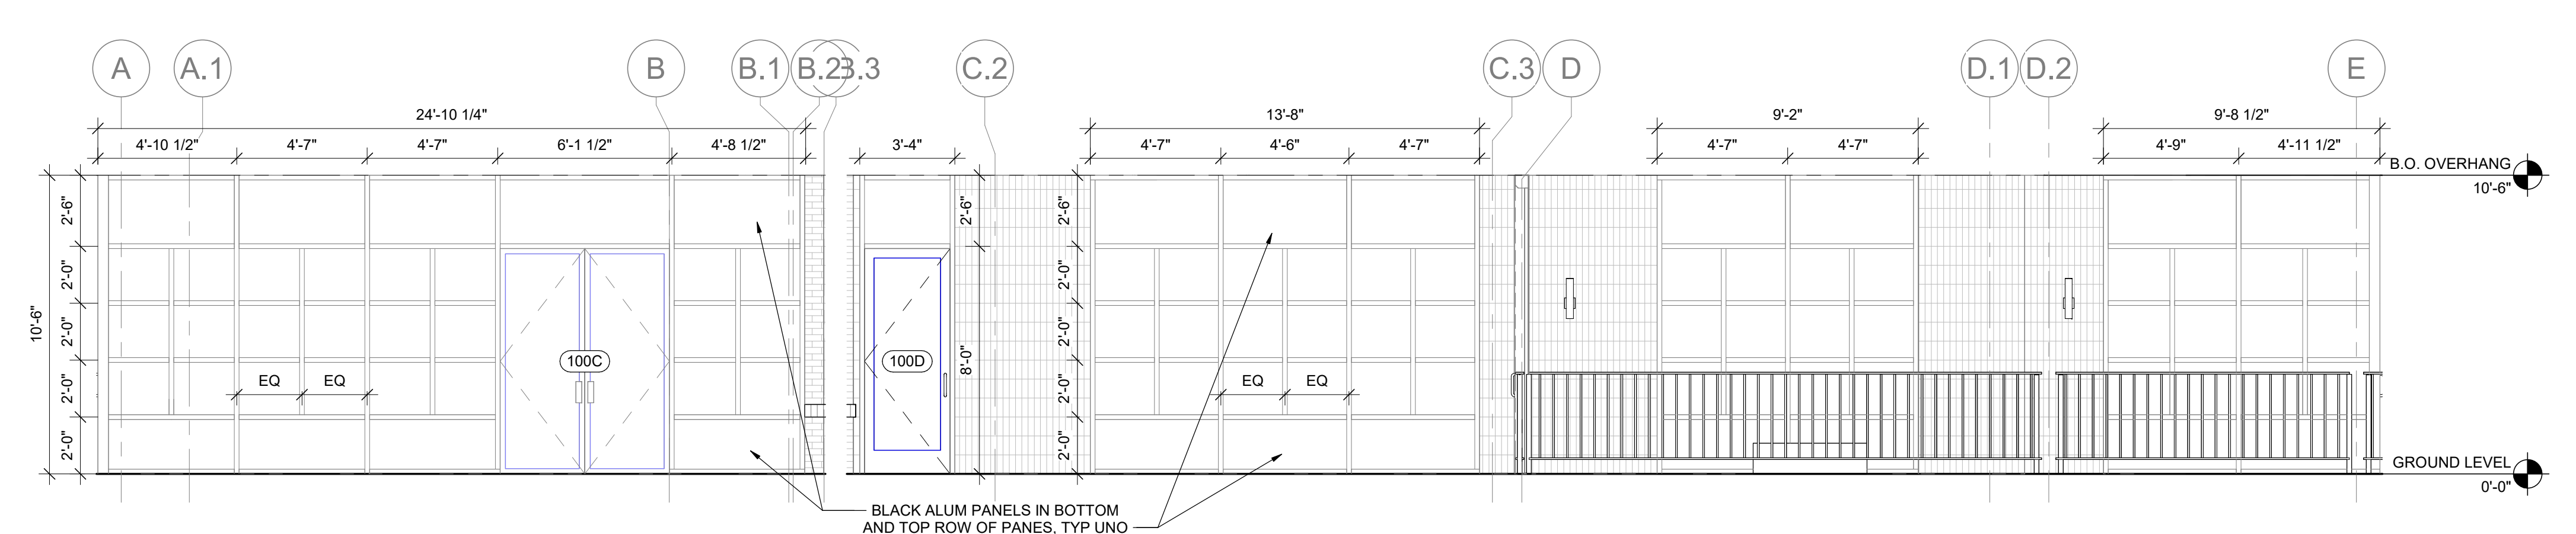 A
A.1
B
B.1
B.2
B.3
C.2
C.3
D
D.1
D.2
E
24'-10 1/4"
13'-8"
9'-2"
9'-8 1/2"
4'-10 1/2"
4'-7"
4'-7"
6'-1 1/2"
4'-8 1/2"
3'-4"
4'-7"
4'-6"
4'-7"
4'-7"
4'-7"
4'-9"
4'-11 1/2"
B.O. OVERHANG
10'-6"
10'-6"
2'-6"
2'-0"
2'-0"
2'-0"
2'-0"
2'-6"
8'-0"
2'-6"
2'-0"
2'-0"
2'-0"
2'-0"
100C
100D
EQ
EQ
EQ
EQ
GROUND LEVEL
0'-0"
BLACK ALUM PANELS IN BOTTOM
AND TOP ROW OF PANES, TYP UNO